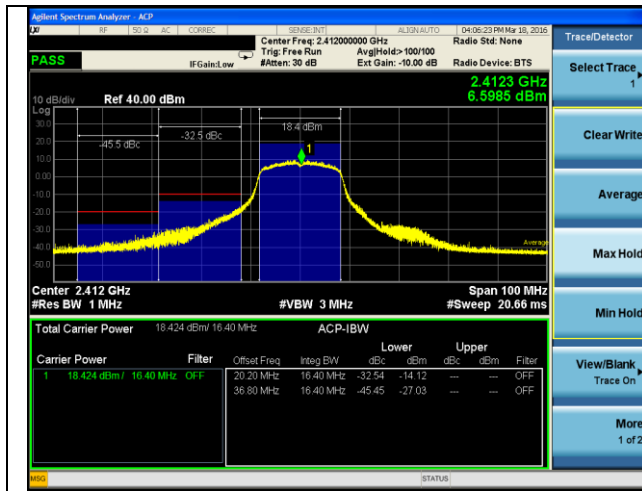 Agilent Spectrum Analyzer - ACP
LXI RF 50 Ω AC CORREC SENSE:INT ALIGN AUTO 04:06:23 PM Mar 18, 2016
Center Freq: 2.412000000 GHz Radio Std: None
Trig: Free Run Avg|Hold:>100/100
PASS IFGain:Low #Atten: 30 dB Ext Gain: -10.00 dB Radio Device: BTS
2.4123 GHz
6.5985 dBm
10 dB/div Ref 40.00 dBm
Log
30.0
20.0
10.0
0.00
-10.0
-20.0
-30.0
-40.0
-50.0
-45.5 dBc
-32.5 dBc
18.4 dBm
1
Average
Center 2.412 GHz Span 100 MHz
#Res BW 1 MHz #VBW 3 MHz #Sweep 20.66 ms
Total Carrier Power 18.424 dBm/ 16.40 MHz ACP-IBW
Lower Upper
Carrier Power Filter Offset Freq Integ BW dBc dBm dBc dBm Filter
1 18.424 dBm / 16.40 MHz OFF 20.20 MHz 16.40 MHz -32.54 -14.12 --- --- OFF
36.80 MHz 16.40 MHz -45.45 -27.03 --- --- OFF
MSG STATUS
Trace/Detector
Select Trace
1
Clear Write
Average
Max Hold
Min Hold
View/Blank
Trace On
More
1 of 2